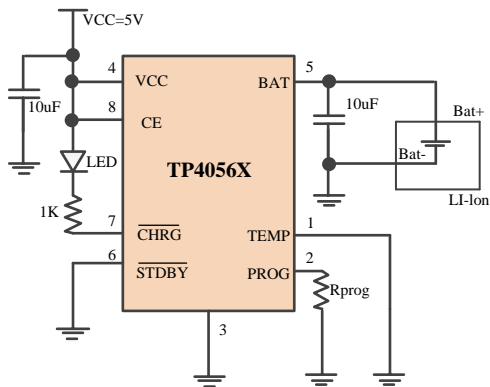 VCC=5V
4
VCC
10uF
8
CE
LED
TP4056X
1K
7
CHRG
6
STDBY
5
BAT
10uF
Bat+
Bat-
LI-lon
1
TEMP
2
PROG
Rprog
3